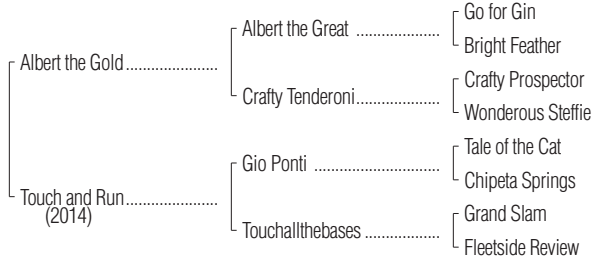 Go for Gin
Albert the Great ....................
Bright Feather
Albert the Gold......................
Crafty Prospector
Crafty Tenderoni....................
Wonderous Steffie
Tale of the Cat
Gio Ponti ..............................
Chipeta Springs
Touch and Run......................
(2014)
Grand Slam
Touchallthebases ..................
Fleetside Review